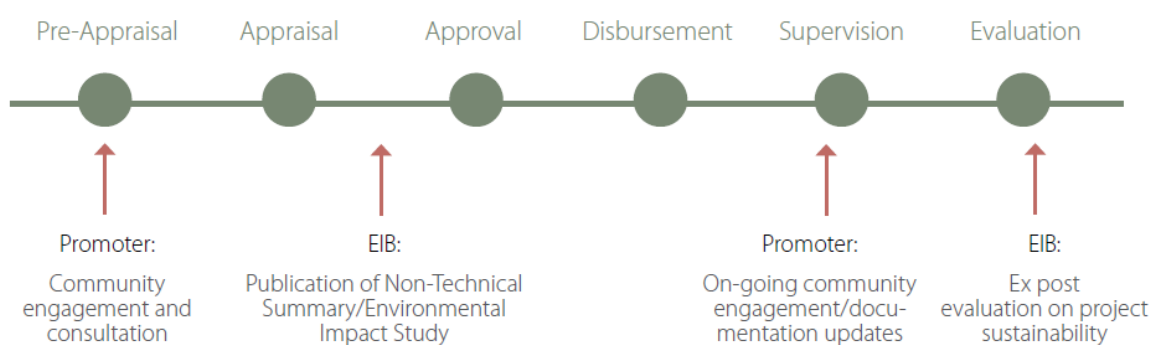 Pre-Appraisal
Appraisal
Approval
Disbursement
Supervision
Evaluation
Promoter:
Community
engagement and
consultation
EIB:
Publication of Non-Technical
Summary/Environmental
Impact Study
Promoter:
On-going community
engagement/docu-
mentation updates
EIB:
Ex post
evaluation on project
sustainability